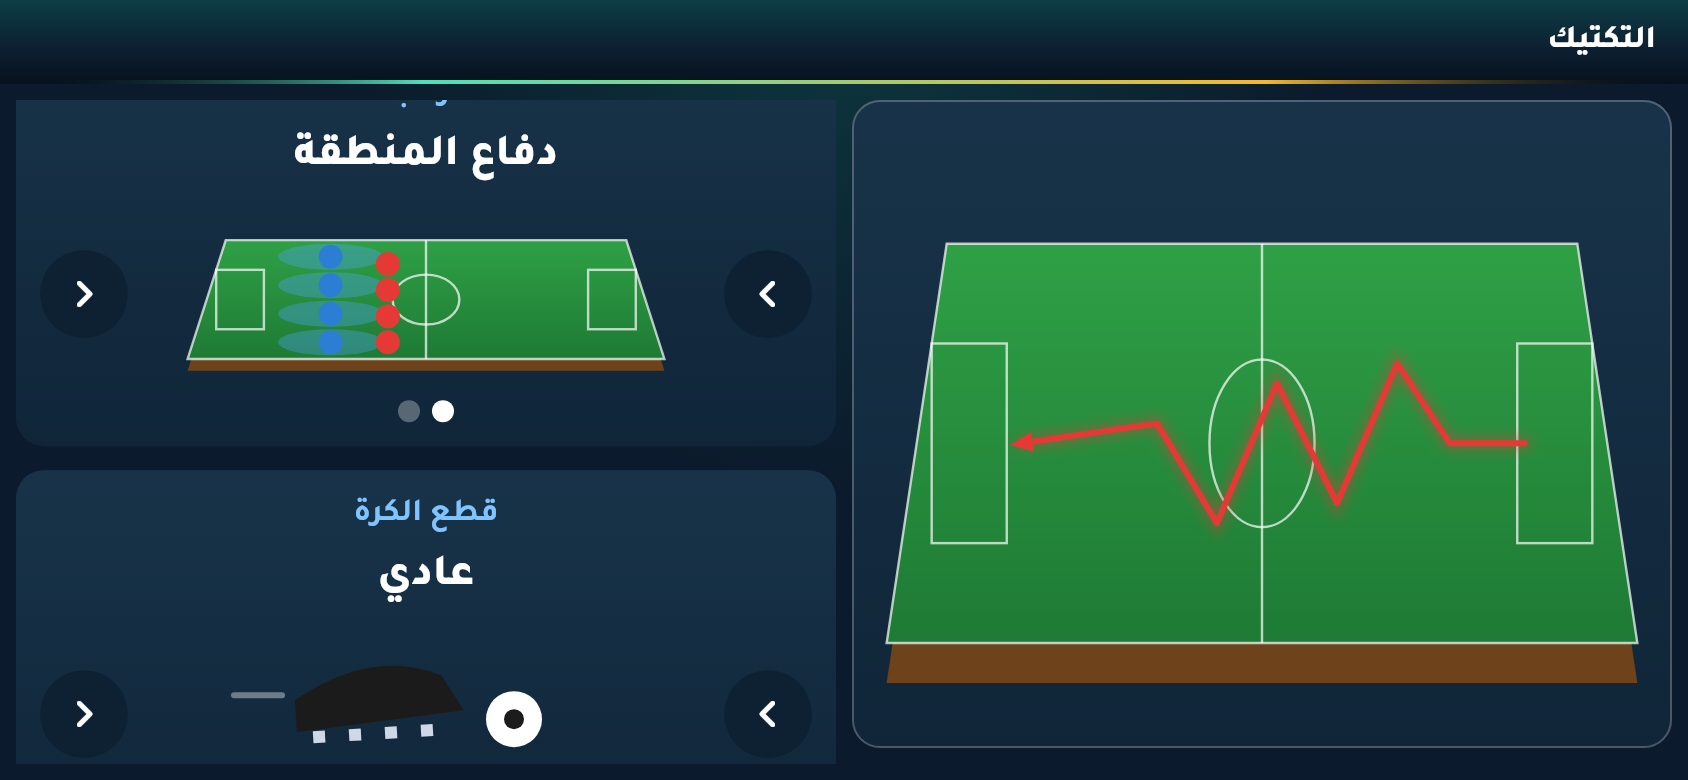 التكتيك
دفاع المنطقة
قطع الكرة
عادي